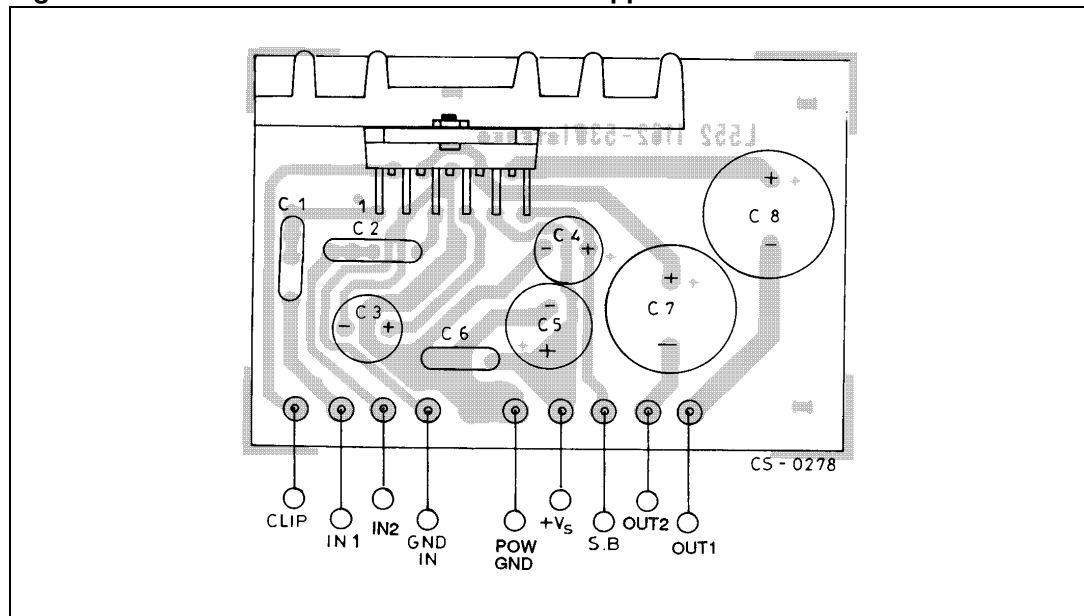 C 1
1
C 2
C 3
C 4
C 5
C 6
C 7
C 8
- +
- +
-
+
+
-
+
-
CS-0278
CLIP
IN 1
IN2
GND
IN
POW
GND
+Vs
S.B
OUT2
OUT1